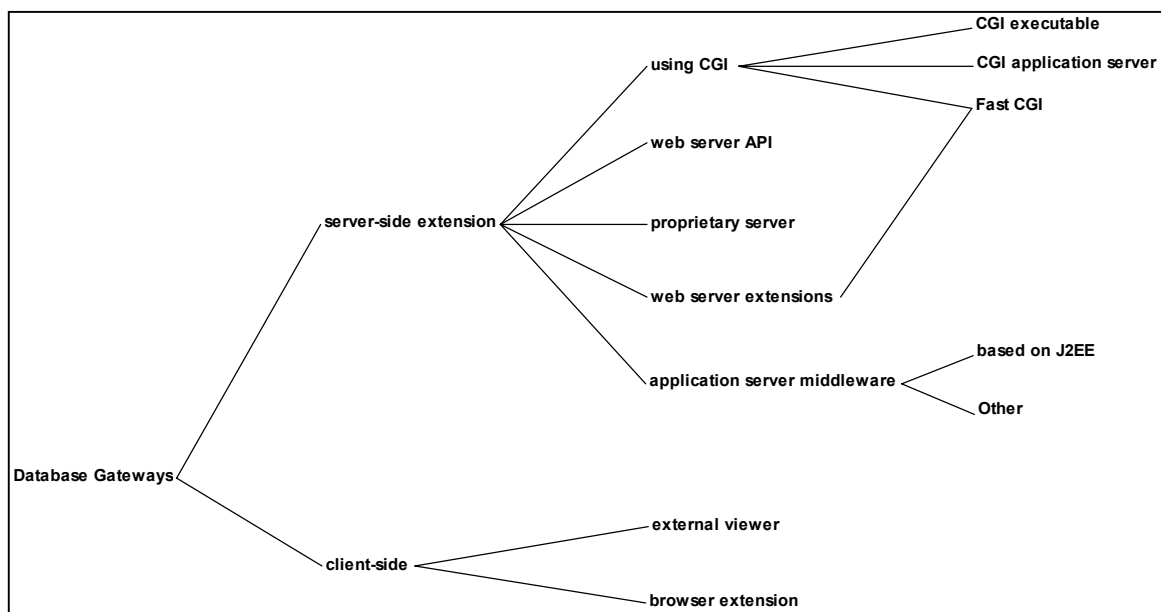 CGI executable
using CGI
CGI application server
Fast CGI
web server API
server-side extension
proprietary server
web server extensions
based on J2EE
application server middleware
Other
Database Gateways
external viewer
client-side
browser extension